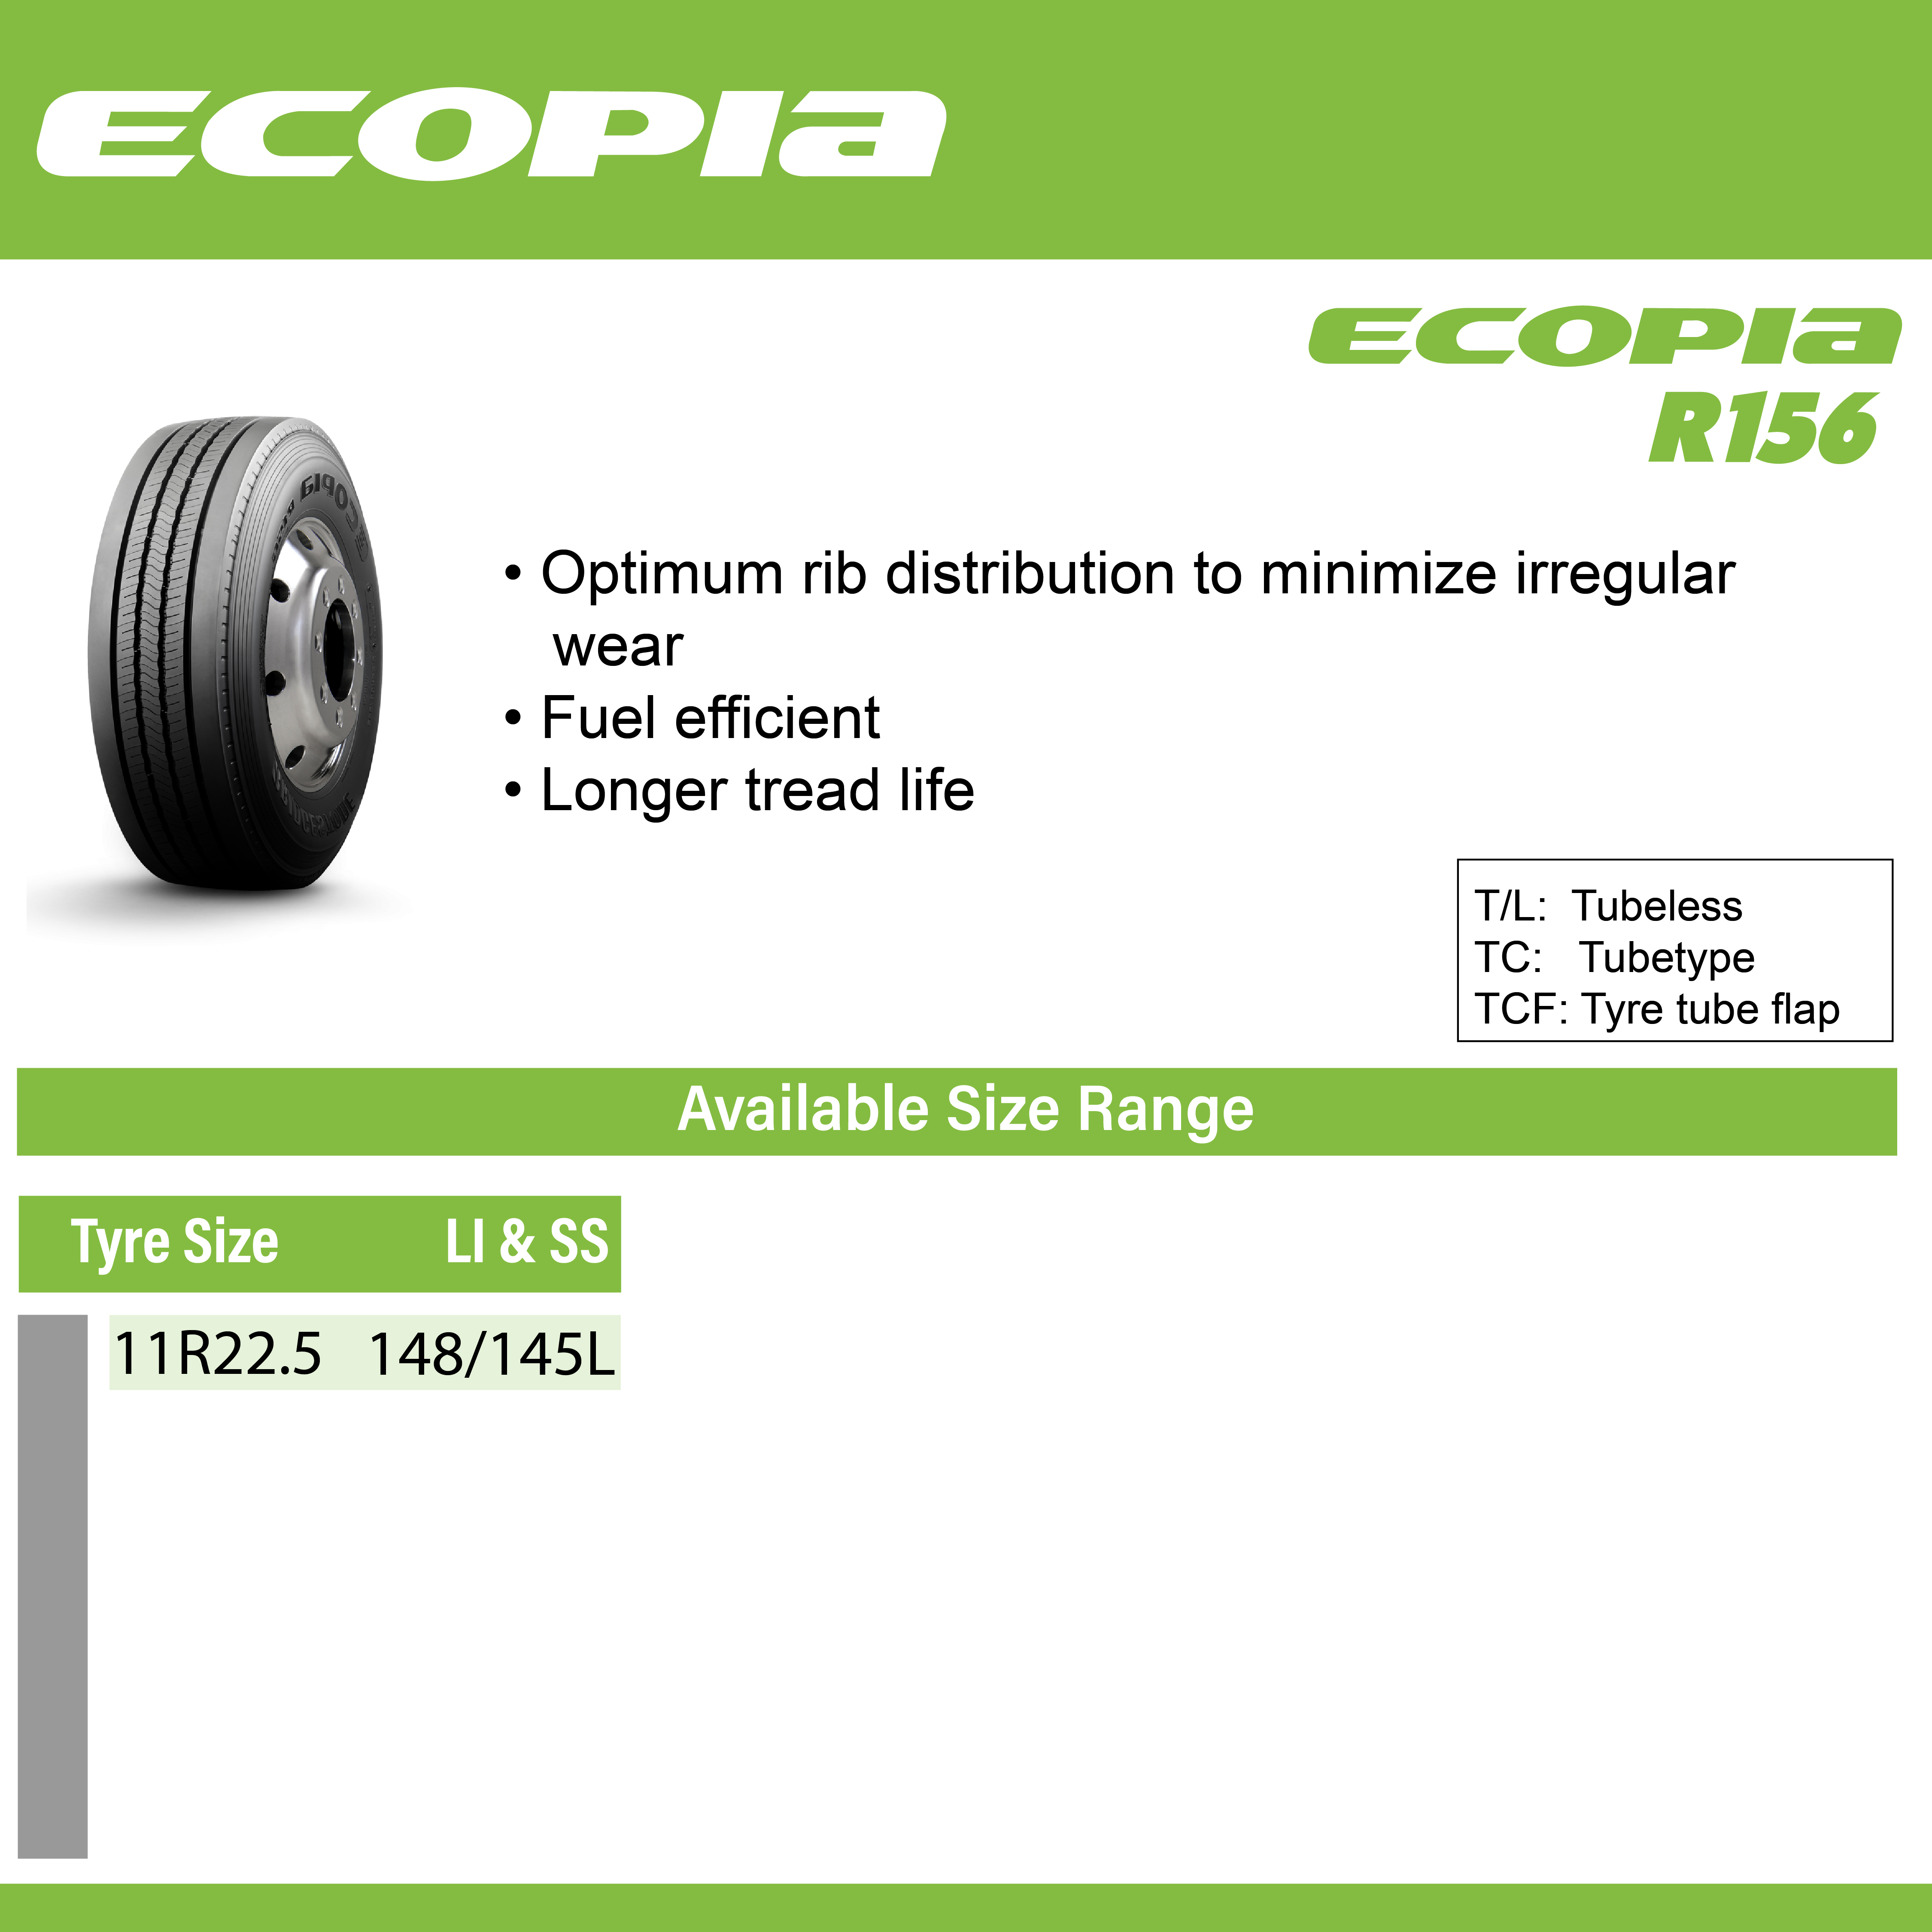 ECOPIA
ECOPIA
R156
ECOPIA
• Optimum rib distribution to minimize irregular
wear
• Fuel efficient
• Longer tread life
T/L: Tubeless
TC: Tubetype
TCF: Tyre tube flap
Available Size Range
Tyre Size LI & SS
11R22.5 148/145L